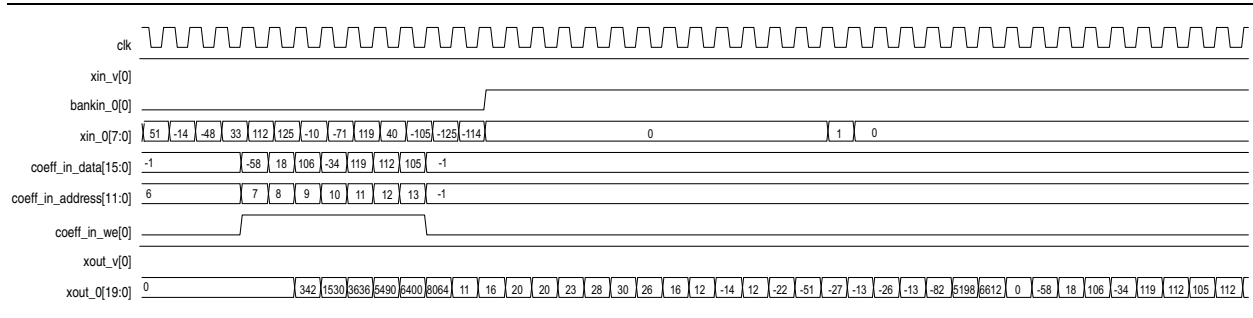 clk
xin_v[0]
bankin_0[0]
xin_0[7:0] 51 -14 -48 33 112 125 -10 -71 119 40 -105 -125 -114 0 1 0
coeff_in_data[15:0] -1 -58 18 106 -34 119 112 105 -1
coeff_in_address[11:0] 6 7 8 9 10 11 12 13 -1
coeff_in_we[0]
xout_v[0]
xout_0[19:0] 0 342 1530 3636 5490 6400 8064 11 16 20 20 23 28 30 26 16 12 -14 12 -22 -51 -27 -13 -26 -13 -82 5198 6612 0 -58 18 106 -34 119 112 105 112